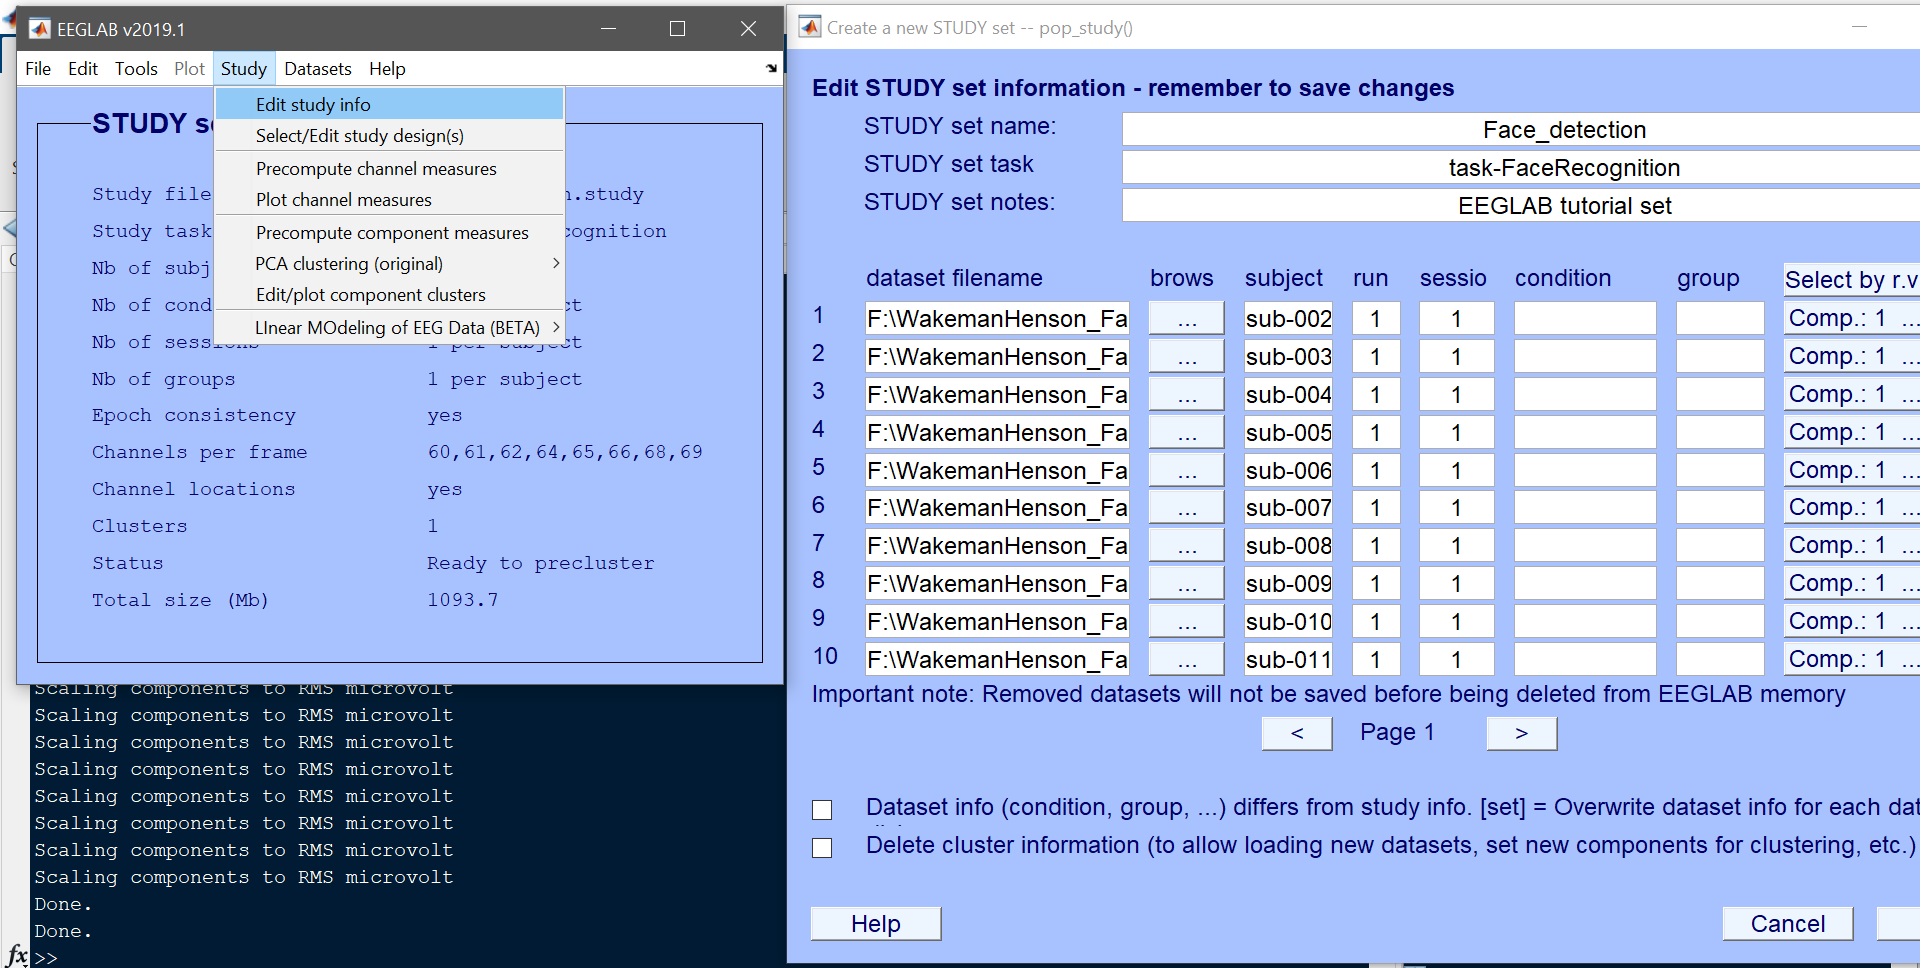 EEGLAB v2019.1
File Edit Tools Plot Study Datasets Help
Edit study info
Select/Edit study design(s)
Precompute channel measures
Plot channel measures
Precompute component measures
PCA clustering (original) >
Edit/plot component clusters
LInear MOdeling of EEG Data (BETA) >
STUDY s
Study file .study
Study task cognition
Nb of subj
Nb of cond ct
Nb of sessions 1 per subject
Nb of groups 1 per subject
Epoch consistency yes
Channels per frame 60,61,62,64,65,66,68,69
Channel locations yes
Clusters 1
Status Ready to precluster
Total size (Mb) 1093.7
Scaling components to RMS microvolt
Scaling components to RMS microvolt
Scaling components to RMS microvolt
Scaling components to RMS microvolt
Scaling components to RMS microvolt
Scaling components to RMS microvolt
Scaling components to RMS microvolt
Scaling components to RMS microvolt
Done.
Done.
fx >>
Create a new STUDY set -- pop_study()
Edit STUDY set information - remember to save changes
STUDY set name: Face_detection
STUDY set task task-FaceRecognition
STUDY set notes: EEGLAB tutorial set
dataset filename brows subject run sessio condition group Select by r.v
1 F:\WakemanHenson_Fa ... sub-002 1 1 Comp.: 1 ...
2 F:\WakemanHenson_Fa ... sub-003 1 1 Comp.: 1 ...
3 F:\WakemanHenson_Fa ... sub-004 1 1 Comp.: 1 ...
4 F:\WakemanHenson_Fa ... sub-005 1 1 Comp.: 1 ...
5 F:\WakemanHenson_Fa ... sub-006 1 1 Comp.: 1 ...
6 F:\WakemanHenson_Fa ... sub-007 1 1 Comp.: 1 ...
7 F:\WakemanHenson_Fa ... sub-008 1 1 Comp.: 1 ...
8 F:\WakemanHenson_Fa ... sub-009 1 1 Comp.: 1 ...
9 F:\WakemanHenson_Fa ... sub-010 1 1 Comp.: 1 ...
10 F:\WakemanHenson_Fa ... sub-011 1 1 Comp.: 1 ...
Important note: Removed datasets will not be saved before being deleted from EEGLAB memory
< Page 1 >
Dataset info (condition, group, ...) differs from study info. [set] = Overwrite dataset info for each dat
Delete cluster information (to allow loading new datasets, set new components for clustering, etc.)
Help Cancel